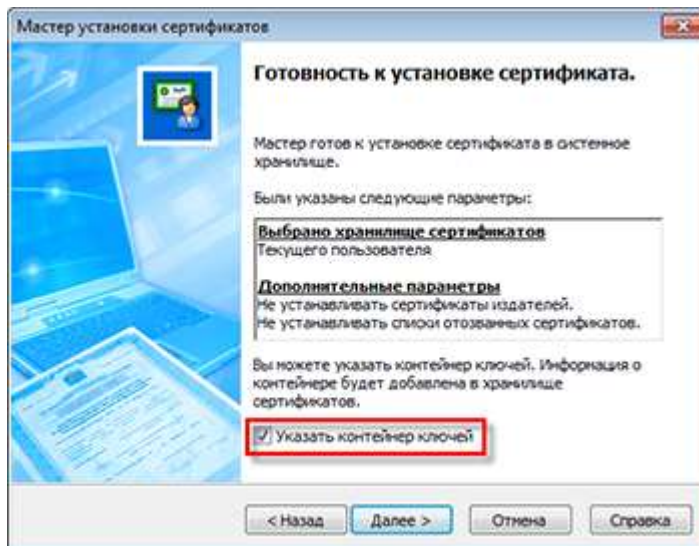 Мастер установки сертификатов
Готовность к установке сертификата.
Мастер готов к установке сертификата в системное
хранилище.
Были указаны следующие параметры:
Выбрано хранилище сертификатов
Текущего пользователя
Дополнительные параметры
Не устанавливать сертификаты издателей.
Не устанавливать списки отозванных сертификатов.
Вы можете указать контейнер ключей. Информация о
контейнере будет добавлена в хранилище
сертификатов.
Указать контейнер ключей
< Назад Далее > Отмена Справка